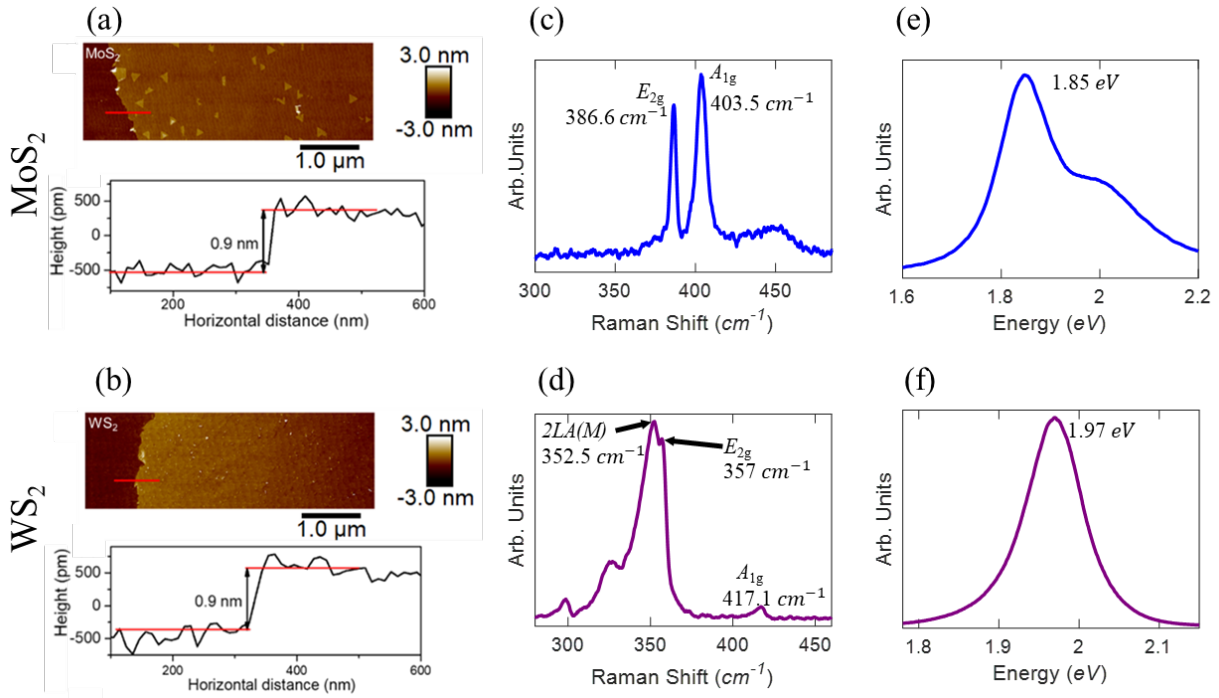 (a)
MoS2
MoS2
3.0 nm
-3.0 nm
1.0 µm
Height (pm)
500
0
-500
0.9 nm
200
400
600
Horizontal distance (nm)
(c)
E2g
386.6 cm-1
A1g
403.5 cm-1
Arb.Units
300
350
400
450
Raman Shift (cm-1)
(e)
1.85 eV
Arb. Units
1.6
1.8
2
2.2
Energy (eV)
(b)
WS2
WS2
3.0 nm
-3.0 nm
1.0 µm
Height (pm)
500
0
-500
0.9 nm
200
400
600
Horizontal distance (nm)
(d)
2LA(M)
352.5 cm-1
E2g
357 cm-1
A1g
417.1 cm-1
Arb. Units
300
350
400
450
Raman Shift (cm-1)
(f)
1.97 eV
Arb. Units
1.8
1.9
2
2.1
Energy (eV)